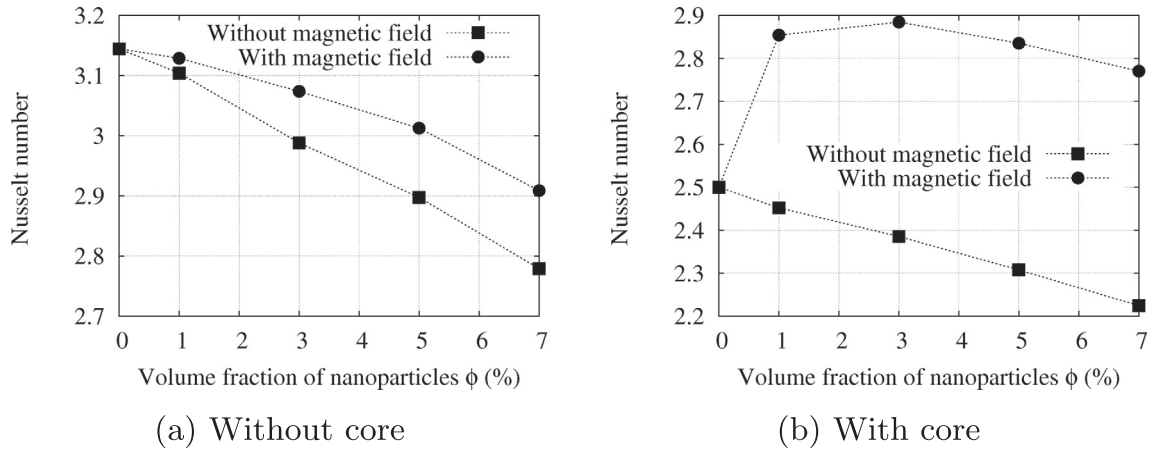 3.2
3.1
3
2.9
2.8
2.7
Nusselt number
Without magnetic field
With magnetic field
0 1 2 3 4 5 6 7
Volume fraction of nanoparticles ϕ (%)
(a) Without core
2.9
2.8
2.7
2.6
2.5
2.4
2.3
2.2
Nusselt number
Without magnetic field
With magnetic field
0 1 2 3 4 5 6 7
Volume fraction of nanoparticles ϕ (%)
(b) With core